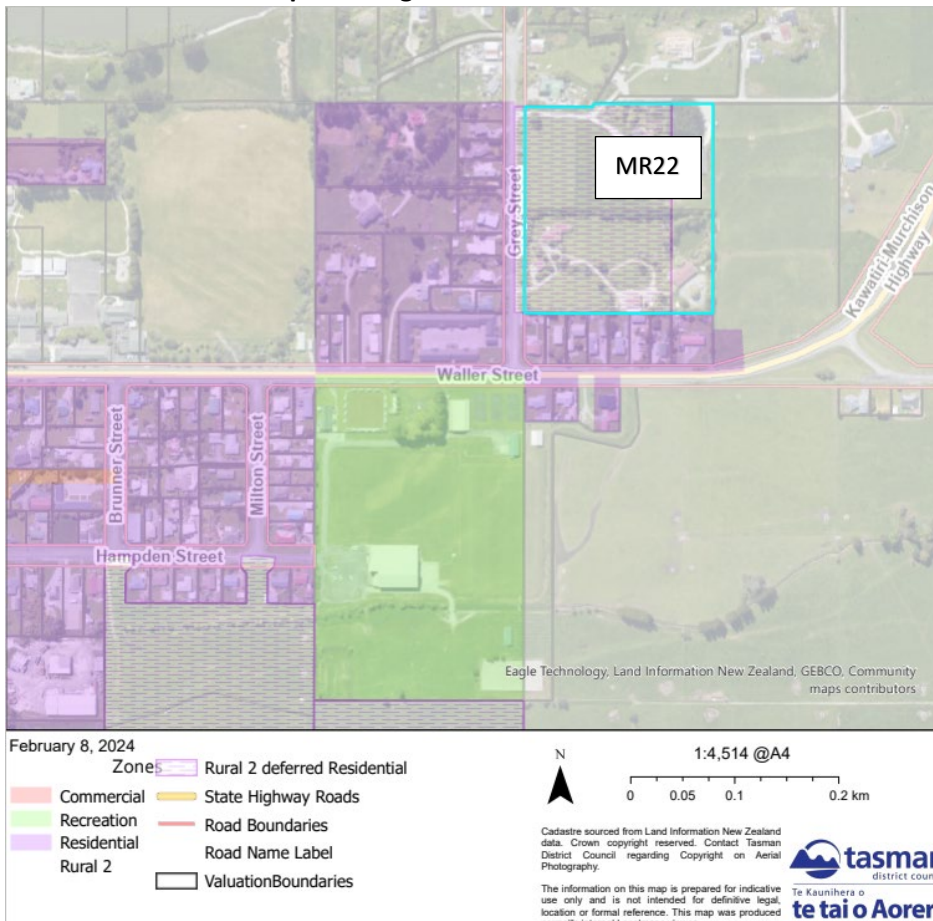 MR22
Grey Street
Kawatiri-Murchison
Highway
Waller Street
Brunner Street
Milton Street
Hampden Street
Eagle Technology, Land Information New Zealand, GEBCO, Community
maps contributors
February 8, 2024
Zones
Commercial
Recreation
Residential
Rural 2
Rural 2 deferred Residential
State Highway Roads
Road Boundaries
Road Name Label
ValuationBoundaries
N
1:4,514 @A4
0 0.05 0.1 0.2 km
Cadastre sourced from Land Information New Zealand
data. Crown copyright reserved. Contact Tasman
District Council regarding Copyright on Aerial
Photography.
The information on this map is prepared for indicative
use only and is not intended for definitive legal,
location or formal reference. This map was produced
tasman
district coun
Te Kaunihera o
te tai o Aorer